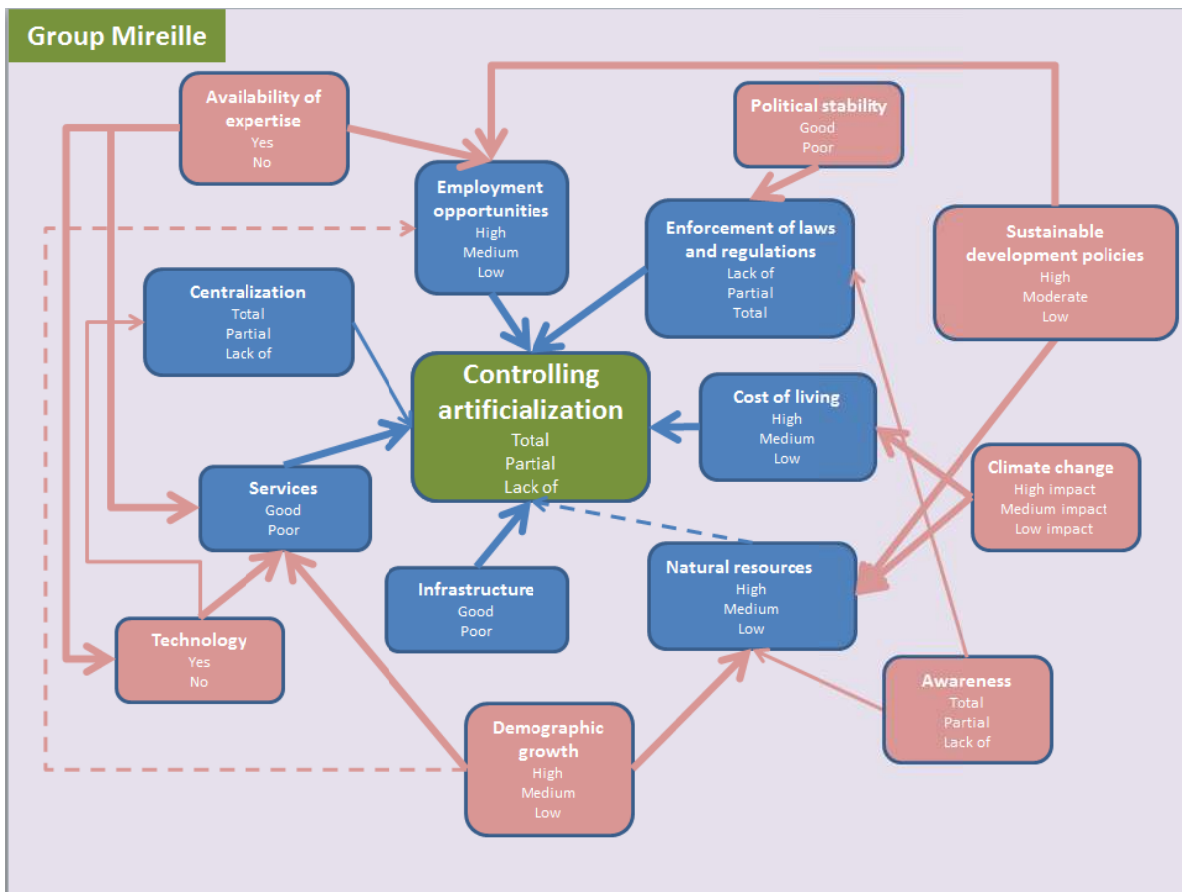 Group Mireille
Availability of
expertise
Yes
No
Political stability
Good
Poor
Employment
opportunities
High
Medium
Low
Enforcement of laws
and regulations
Lack of
Partial
Total
Sustainable
development policies
High
Moderate
Low
Centralization
Total
Partial
Lack of
Controlling
artificialization
Total
Partial
Lack of
Cost of living
High
Medium
Low
Climate change
High impact
Medium impact
Low impact
Services
Good
Poor
Infrastructure
Good
Poor
Natural resources
High
Medium
Low
Technology
Yes
No
Awareness
Total
Partial
Lack of
Demographic
growth
High
Medium
Low